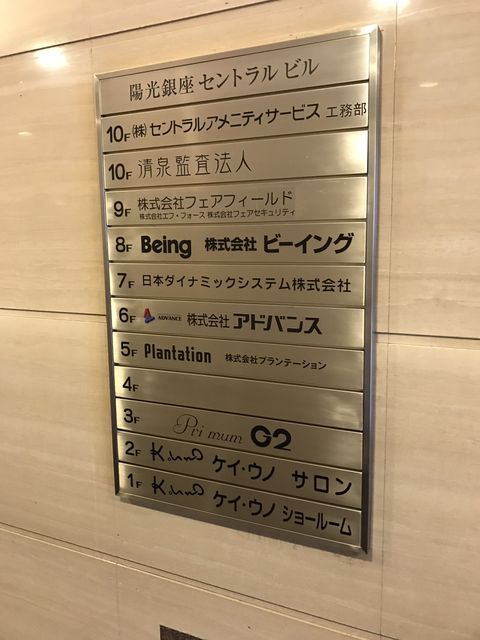 陽光銀座セントラルビル
10F (株)セントラルアメニティサービス 工務部
10F 清泉監査法人
9F 株式会社フェアフィールド
株式会社エフ・フォース 株式会社フェアセキュリティ
8F Being 株式会社 ビーイング
7F 日本ダイナミックシステム株式会社
6F ADVANCE 株式会社 アドバンス
5F Plantation 株式会社プランテーション
4F
3F Primum G2
2F K.uno ケイ・ウノ サロン
1F K.uno ケイ・ウノ ショールーム